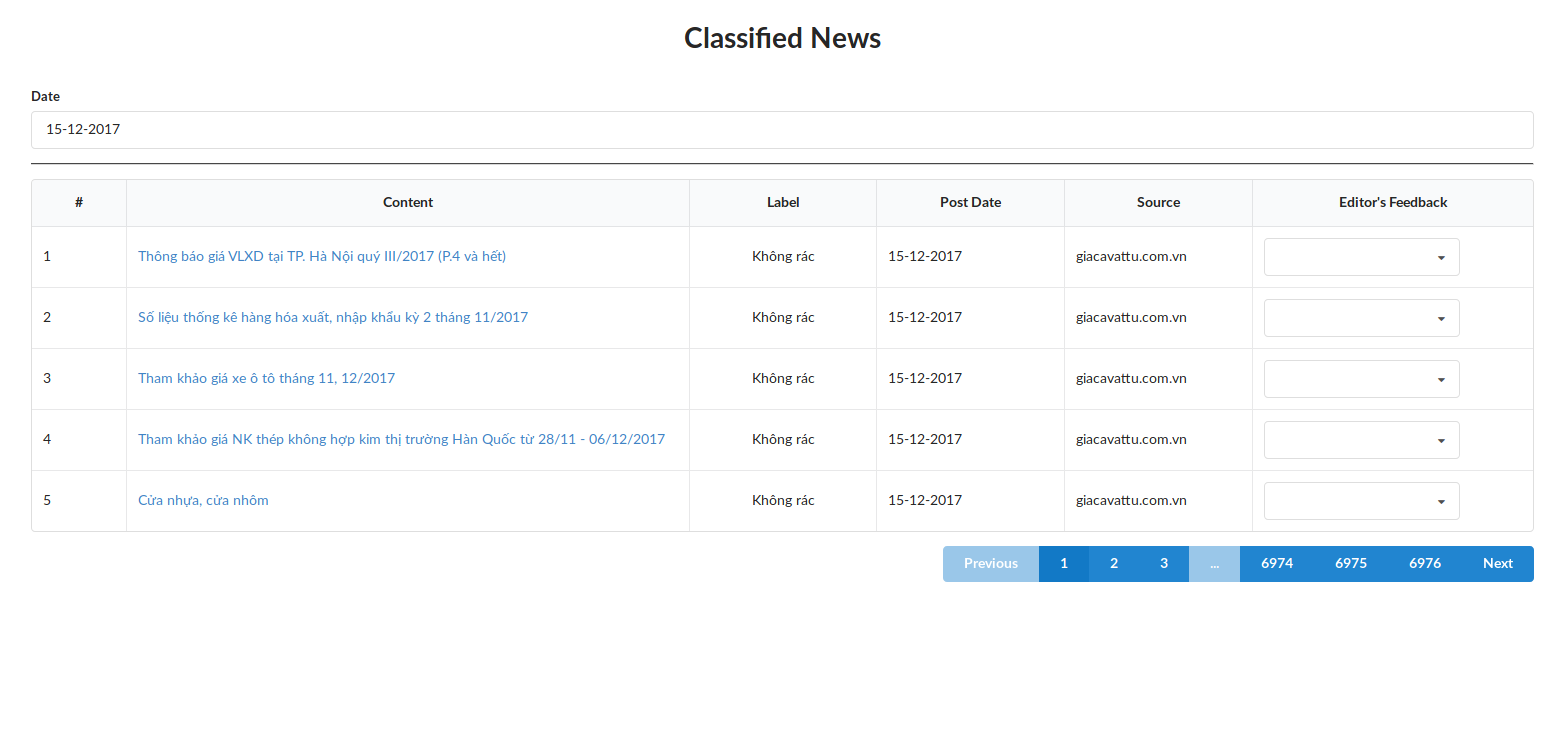 Classified News
Date
15-12-2017
# Content Label Post Date Source Editor's Feedback
1 Thông báo giá VLXD tại TP. Hà Nội quý III/2017 (P.4 và hết) Không rác 15-12-2017 giacavattu.com.vn
2 Số liệu thống kê hàng hóa xuất, nhập khẩu kỳ 2 tháng 11/2017 Không rác 15-12-2017 giacavattu.com.vn
3 Tham khảo giá xe ô tô tháng 11, 12/2017 Không rác 15-12-2017 giacavattu.com.vn
4 Tham khảo giá NK thép không hợp kim thị trường Hàn Quốc từ 28/11 - 06/12/2017 Không rác 15-12-2017 giacavattu.com.vn
5 Cửa nhựa, cửa nhôm Không rác 15-12-2017 giacavattu.com.vn
Previous 1 2 3 ... 6974 6975 6976 Next